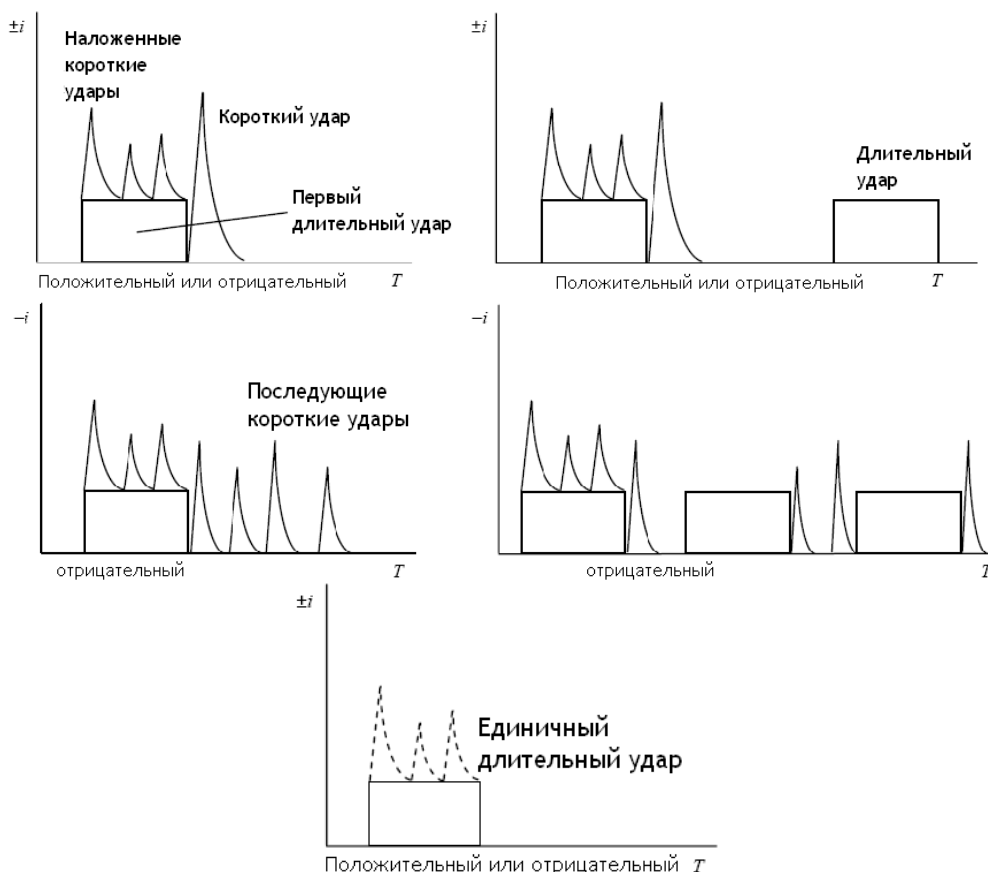 ±i
Наложенные
короткие
удары
Короткий удар
Первый
длительный удар
Положительный или отрицательный T
±i
Длительный
удар
Положительный или отрицательный T
–i
Последующие
короткие удары
отрицательный T
–i
отрицательный T
±i
Единичный
длительный удар
Положительный или отрицательный T